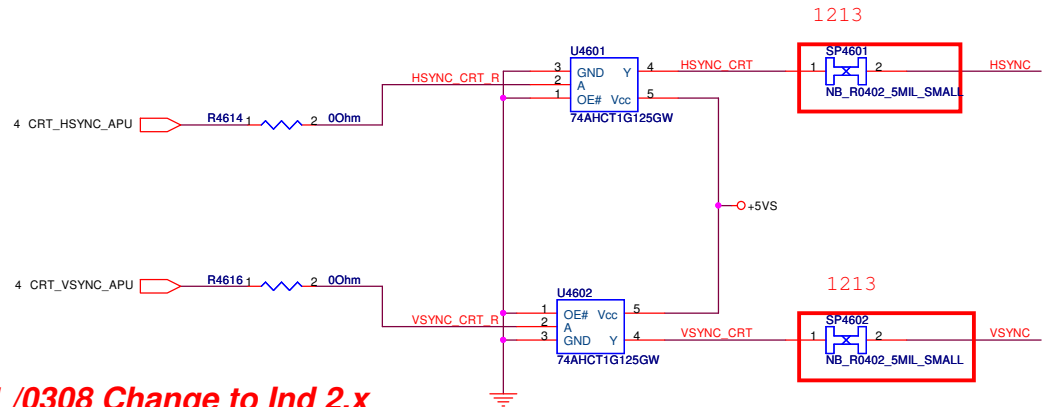 1213
U4601
SP4601
HSYNC_CRT_R
3 GND Y 4
HSYNC_CRT
1 2
HSYNC
2 A
1 OE# Vcc 5
NB_R0402_5MIL_SMALL
74AHCT1G125GW
4 CRT_HSYNC_APU
R4614 1 2 0Ohm
+5VS
4 CRT_VSYNC_APU
R4616 1 2 0Ohm
1213
U4602
SP4602
1 OE# Vcc 5
VSYNC_CRT_R
2 A
VSYNC_CRT
1 2
VSYNC
3 GND Y 4
NB_R0402_5MIL_SMALL
74AHCT1G125GW
/0308 Change to Ind 2.x